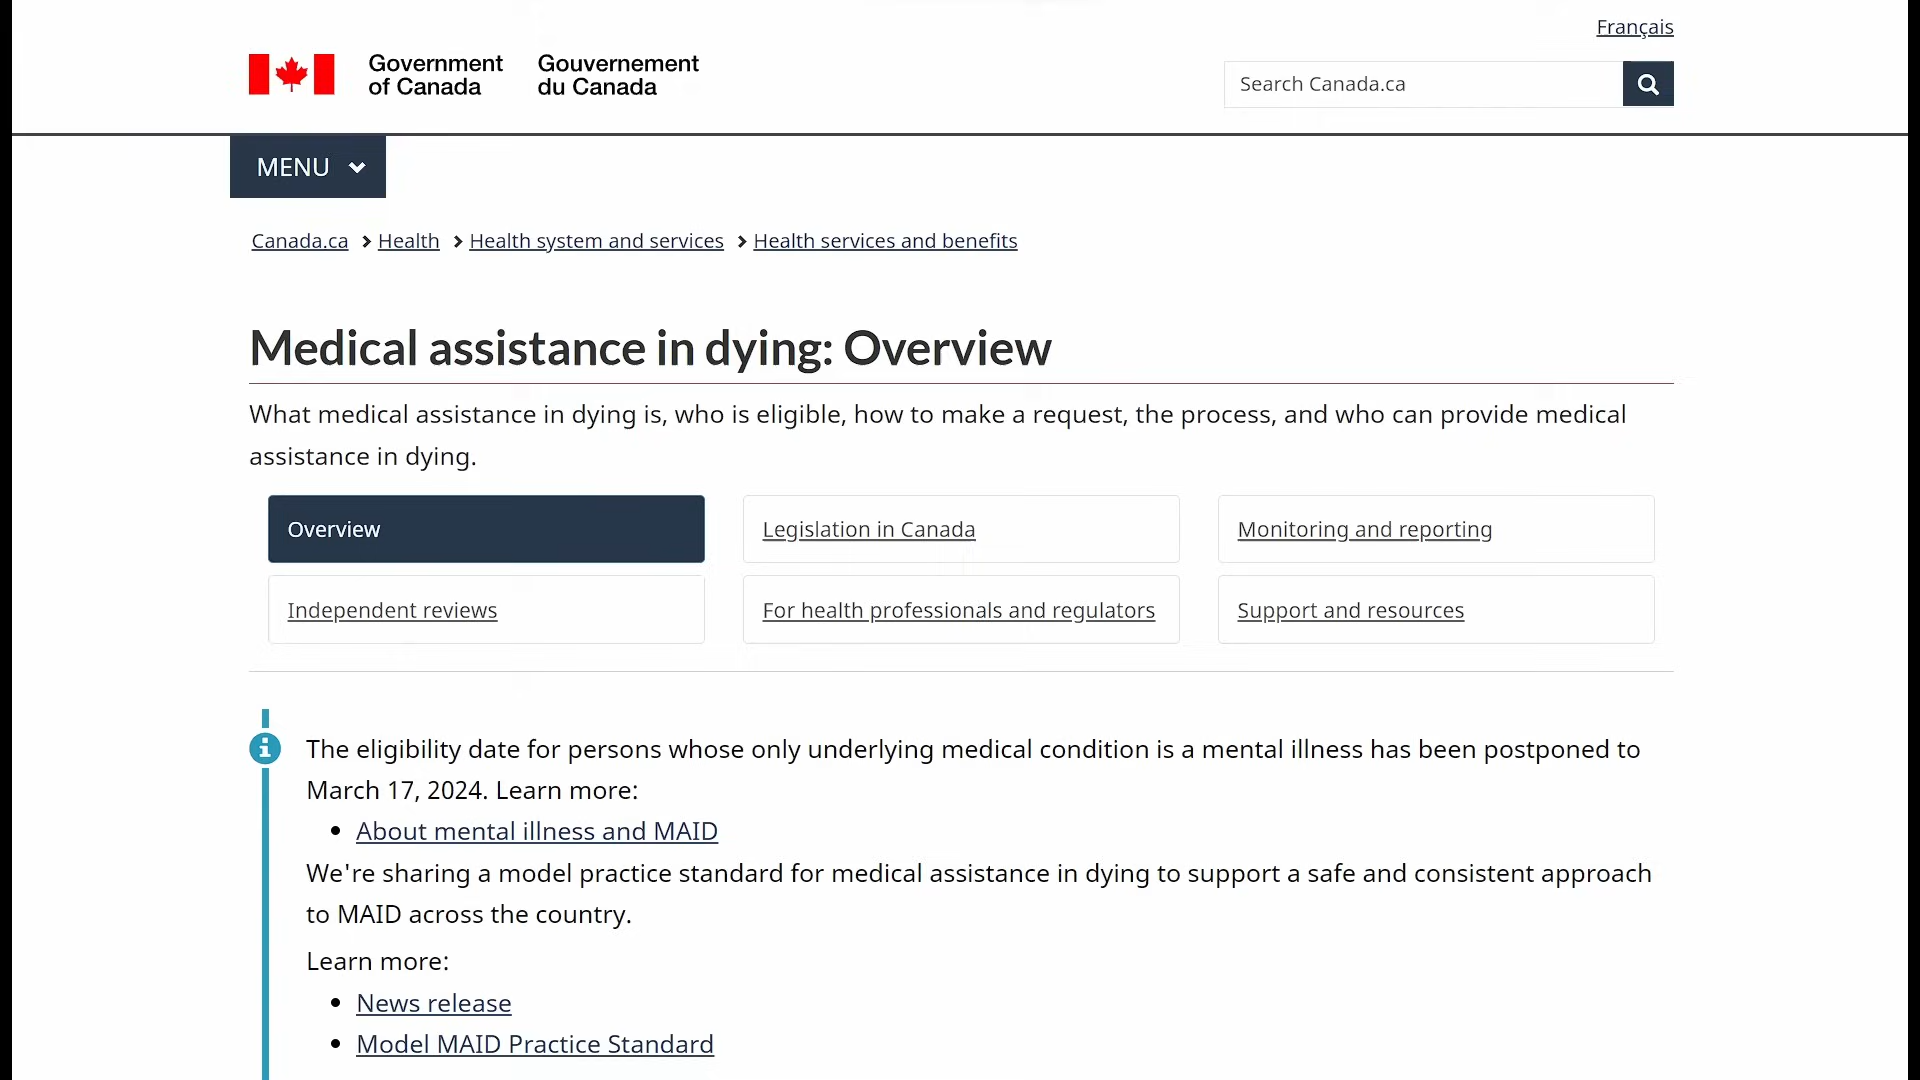 Français
Government
of Canada
Gouvernement
du Canada
Search Canada.ca
MENU
Canada.ca
Health
Health system and services
Health services and benefits
Medical assistance in dying: Overview
What medical assistance in dying is, who is eligible, how to make a request, the process, and who can provide medical
assistance in dying.
Overview
Legislation in Canada
Monitoring and reporting
Independent reviews
For health professionals and regulators
Support and resources
The eligibility date for persons whose only underlying medical condition is a mental illness has been postponed to
March 17, 2024. Learn more:
About mental illness and MAID
We're sharing a model practice standard for medical assistance in dying to support a safe and consistent approach
to MAID across the country.
Learn more:
News release
Model MAID Practice Standard